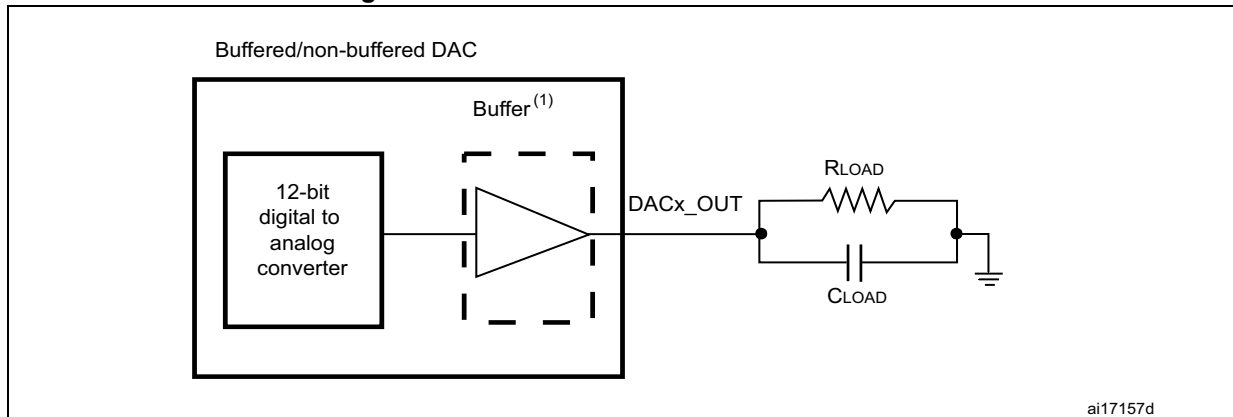 Buffered/non-buffered DAC
Buffer (1)
12-bit
digital to
analog
converter
DACx_OUT
RLOAD
CLOAD
ai17157d